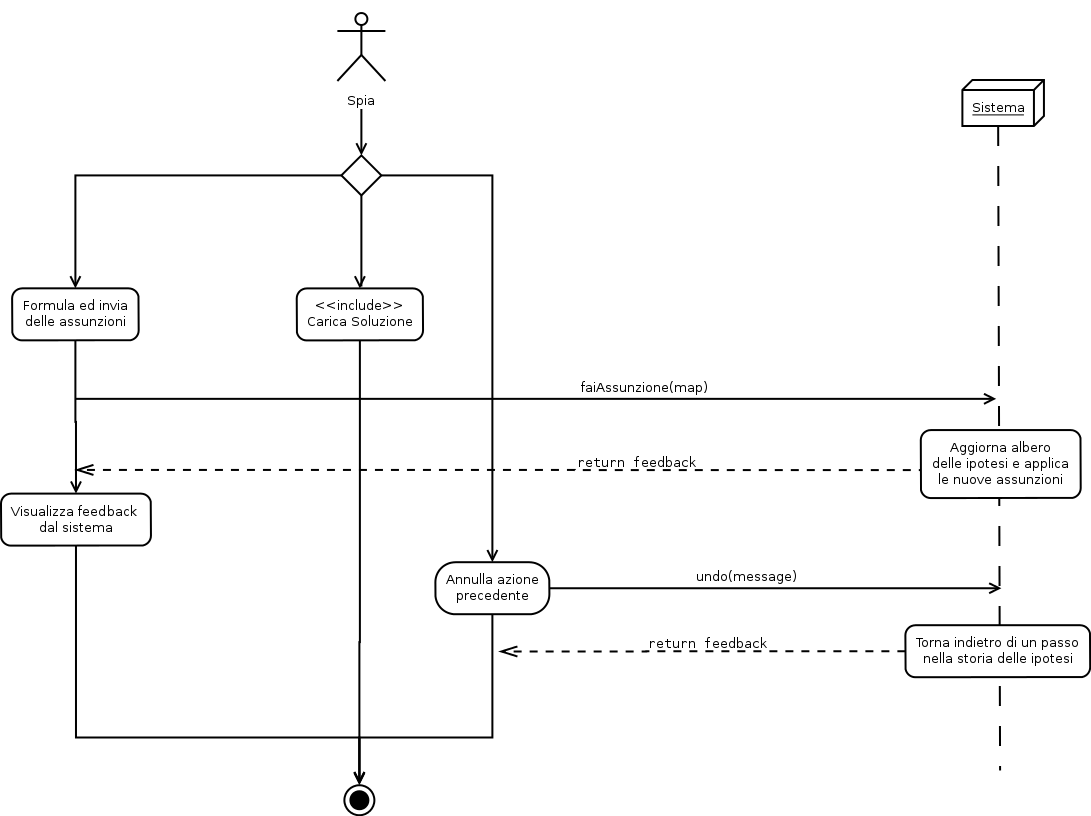 Spia
Sistema
Formula ed invia
delle assunzioni
<<include>>
Carica Soluzione
faiAssunzione(map)
Aggiorna albero
delle ipotesi e applica
le nuove assunzioni
return feedback
Visualizza feedback
dal sistema
Annulla azione
precedente
undo(message)
Torna indietro di un passo
nella storia delle ipotesi
return feedback